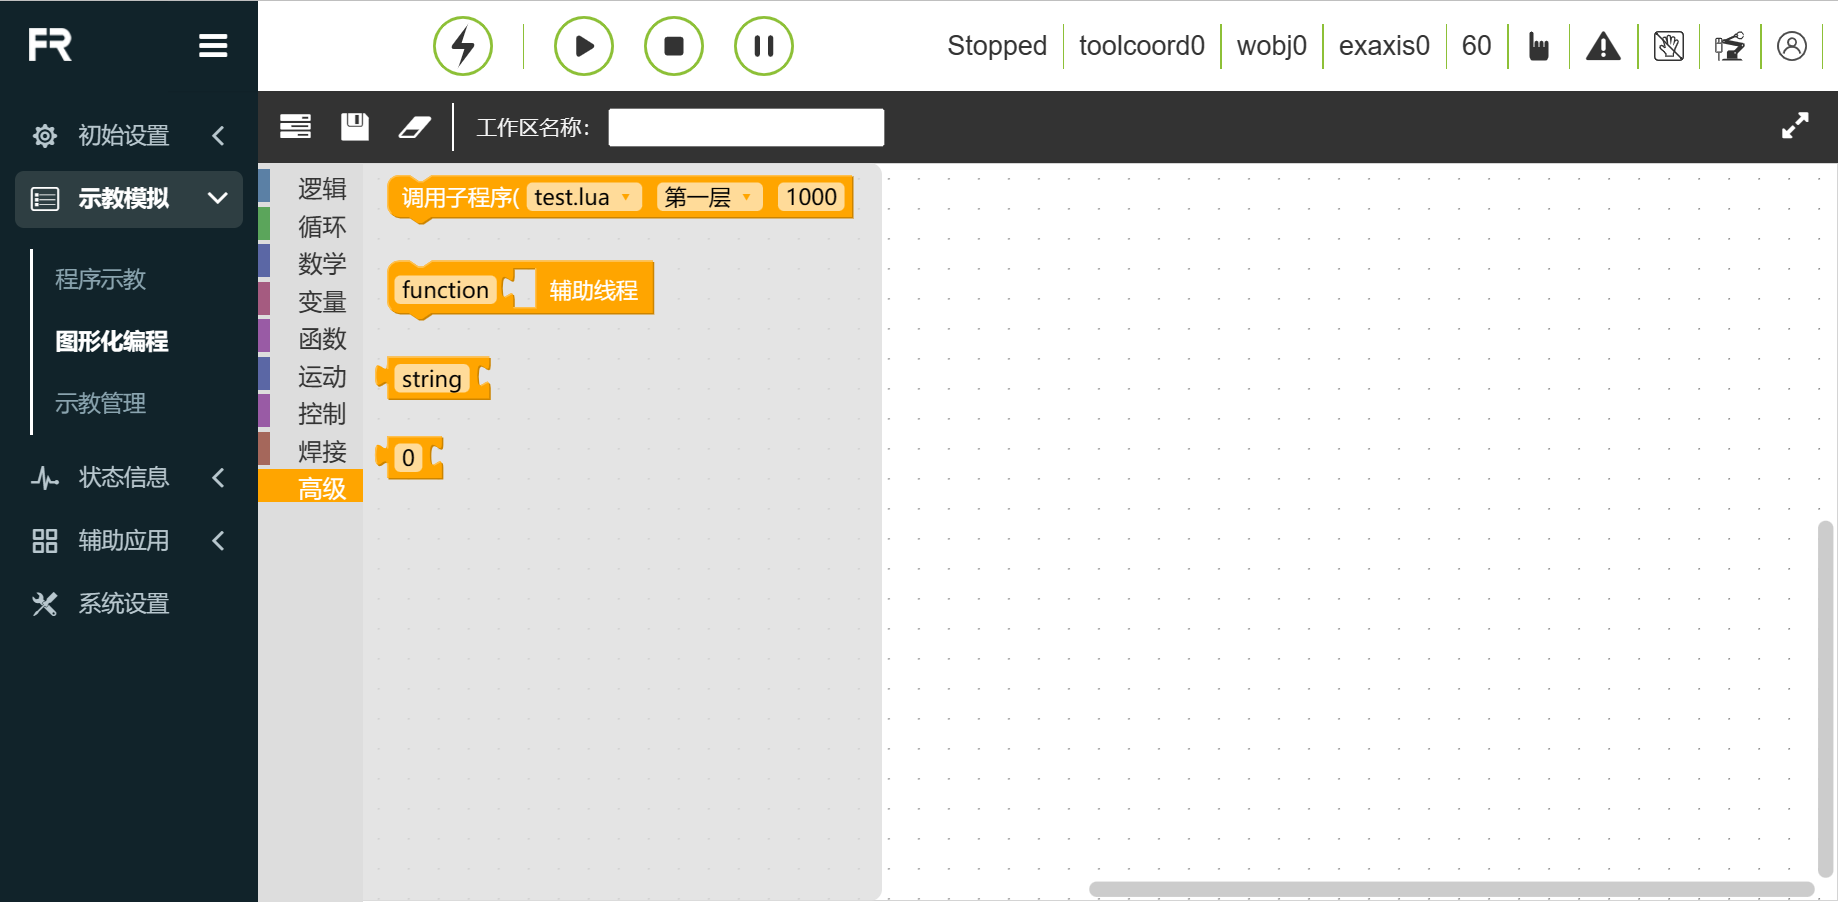 FR
Stopped toolcoord0 wobj0 exaxis0 60
工作区名称：
初始设置
示教模拟
程序示教
图形化编程
示教管理
状态信息
辅助应用
系统设置
逻辑
循环
数学
变量
函数
运动
控制
焊接
高级
调用子程序( test.lua 第一层 1000
function 辅助线程
string
0